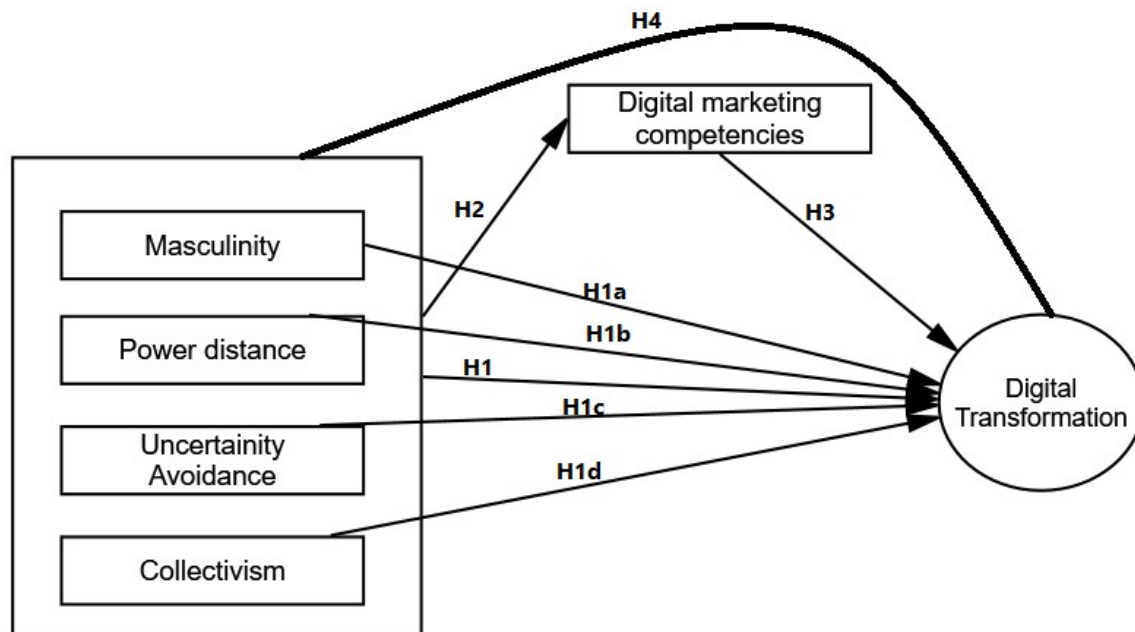 H4
Digital marketing
competencies
H2
H3
Masculinity
H1a
Power distance
H1b
H1
H1c
Uncertainity
Avoidance
H1d
Collectivism
Digital
Transformation